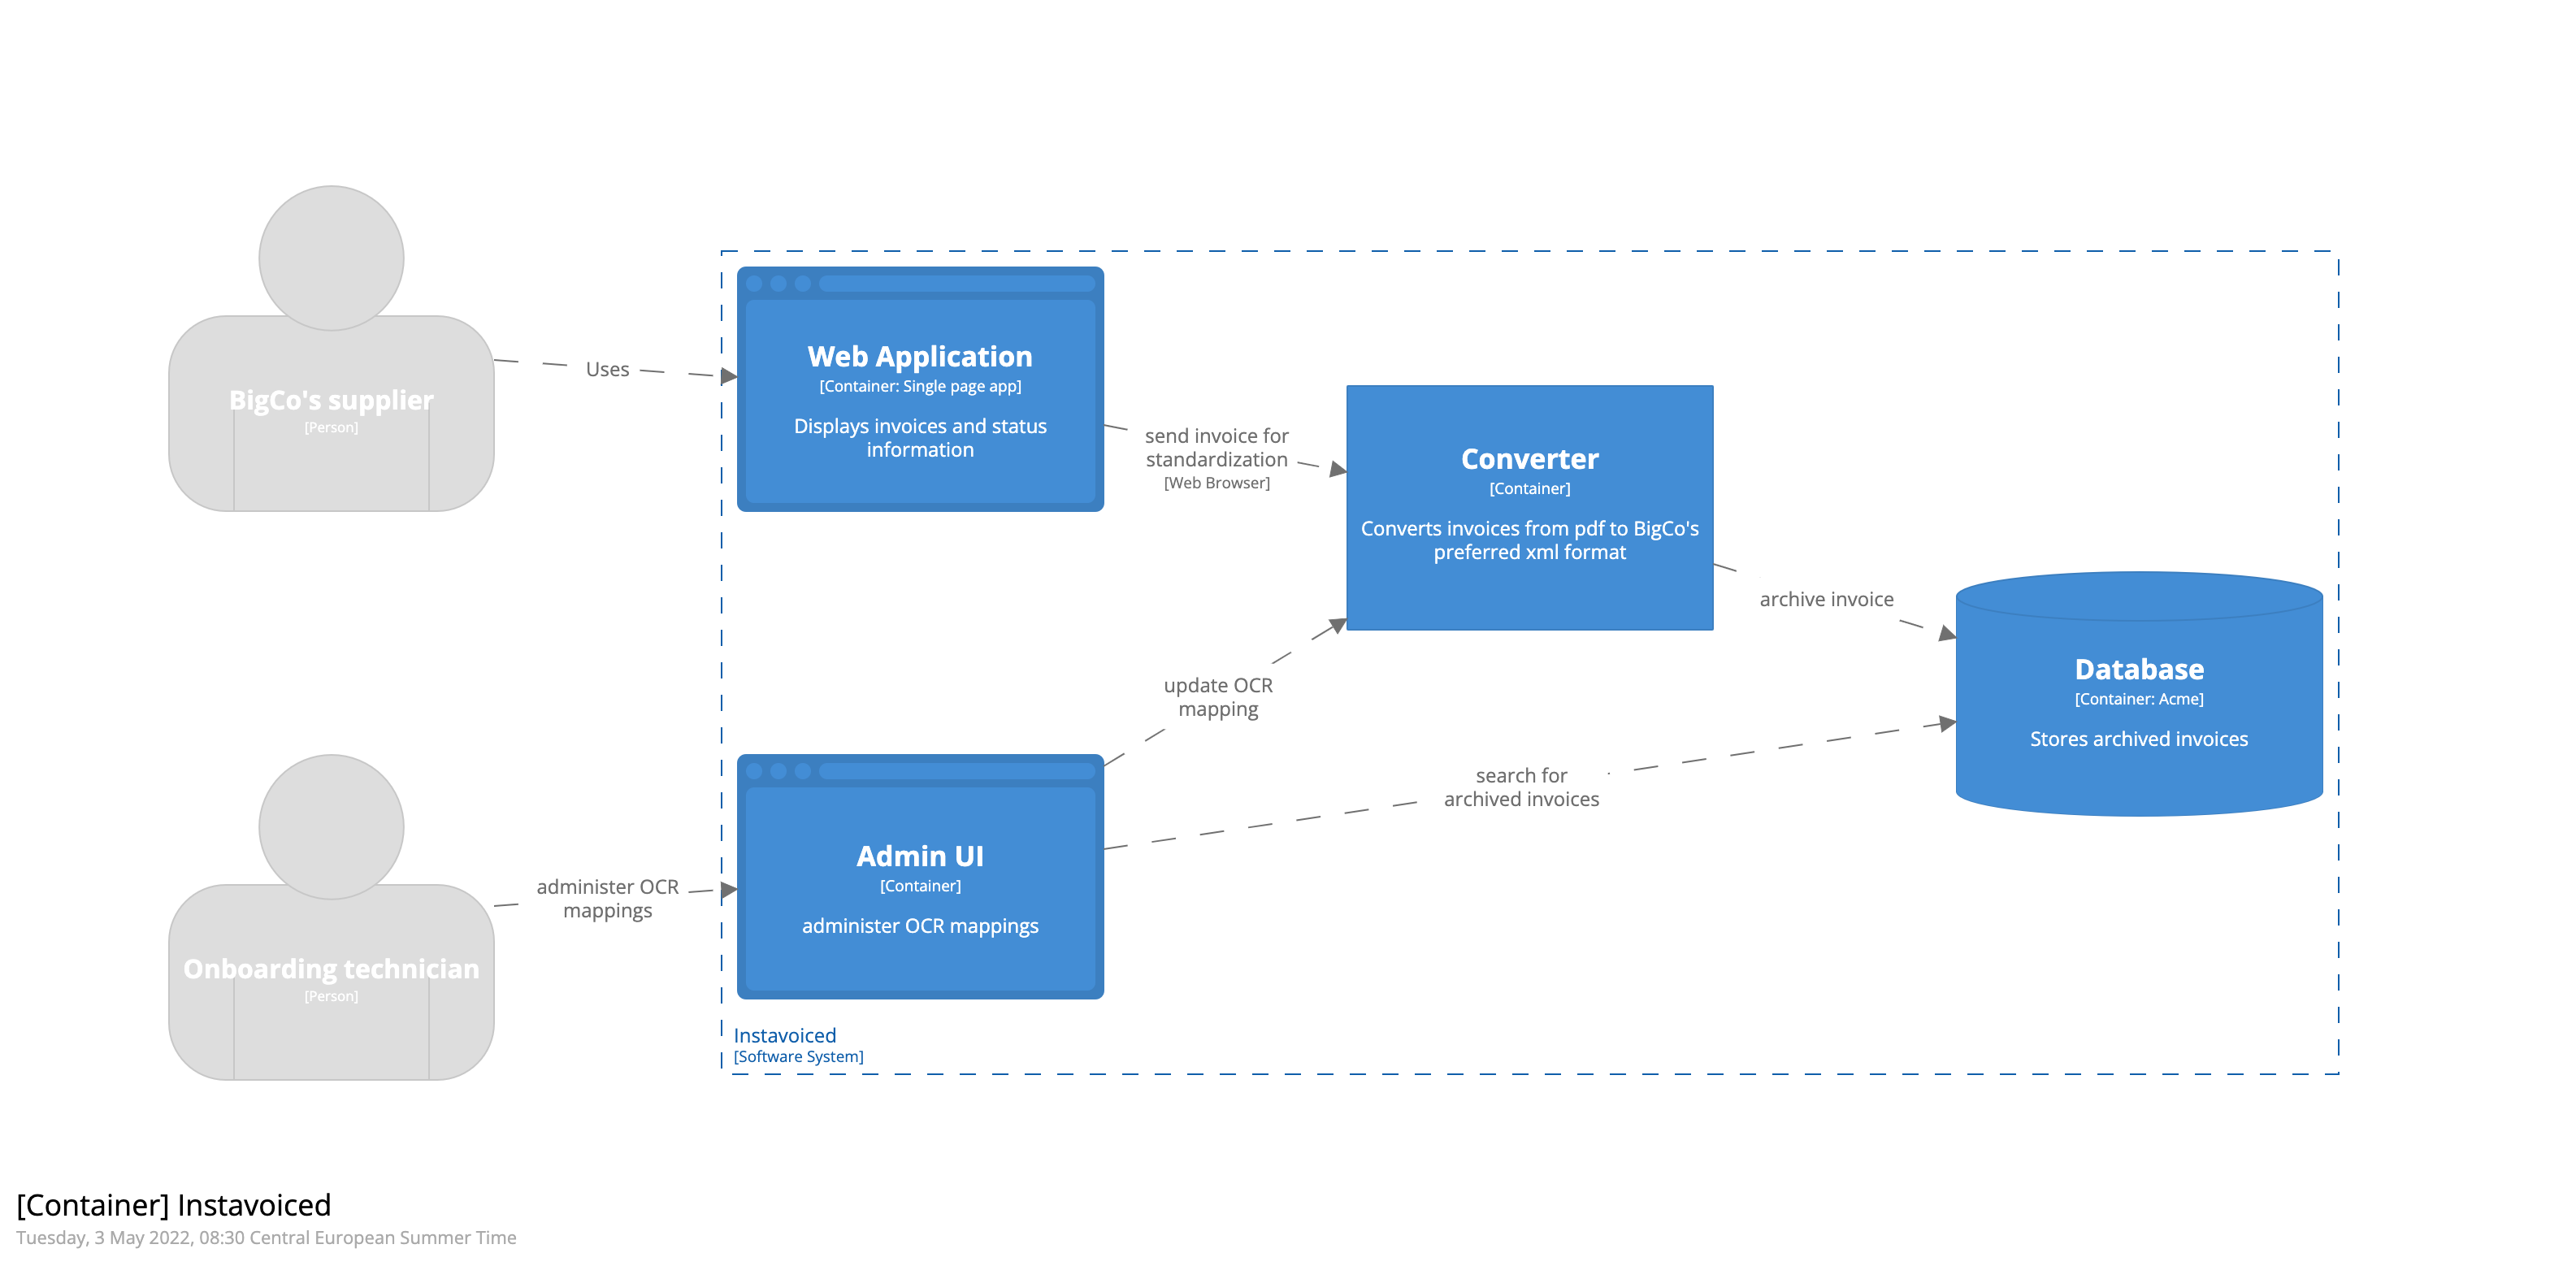 BigCo's supplier
[Person]
Uses
Web Application
[Container: Single page app]
Displays invoices and status
information
send invoice for
standardization
[Web Browser]
Converter
[Container]
Converts invoices from pdf to BigCo's
preferred xml format
archive invoice
Database
[Container: Acme]
Stores archived invoices
update OCR
mapping
search for
archived invoices
Onboarding technician
[Person]
administer OCR
mappings
Admin UI
[Container]
administer OCR mappings
Instavoiced
[Software System]
[Container] Instavoiced
Tuesday, 3 May 2022, 08:30 Central European Summer Time